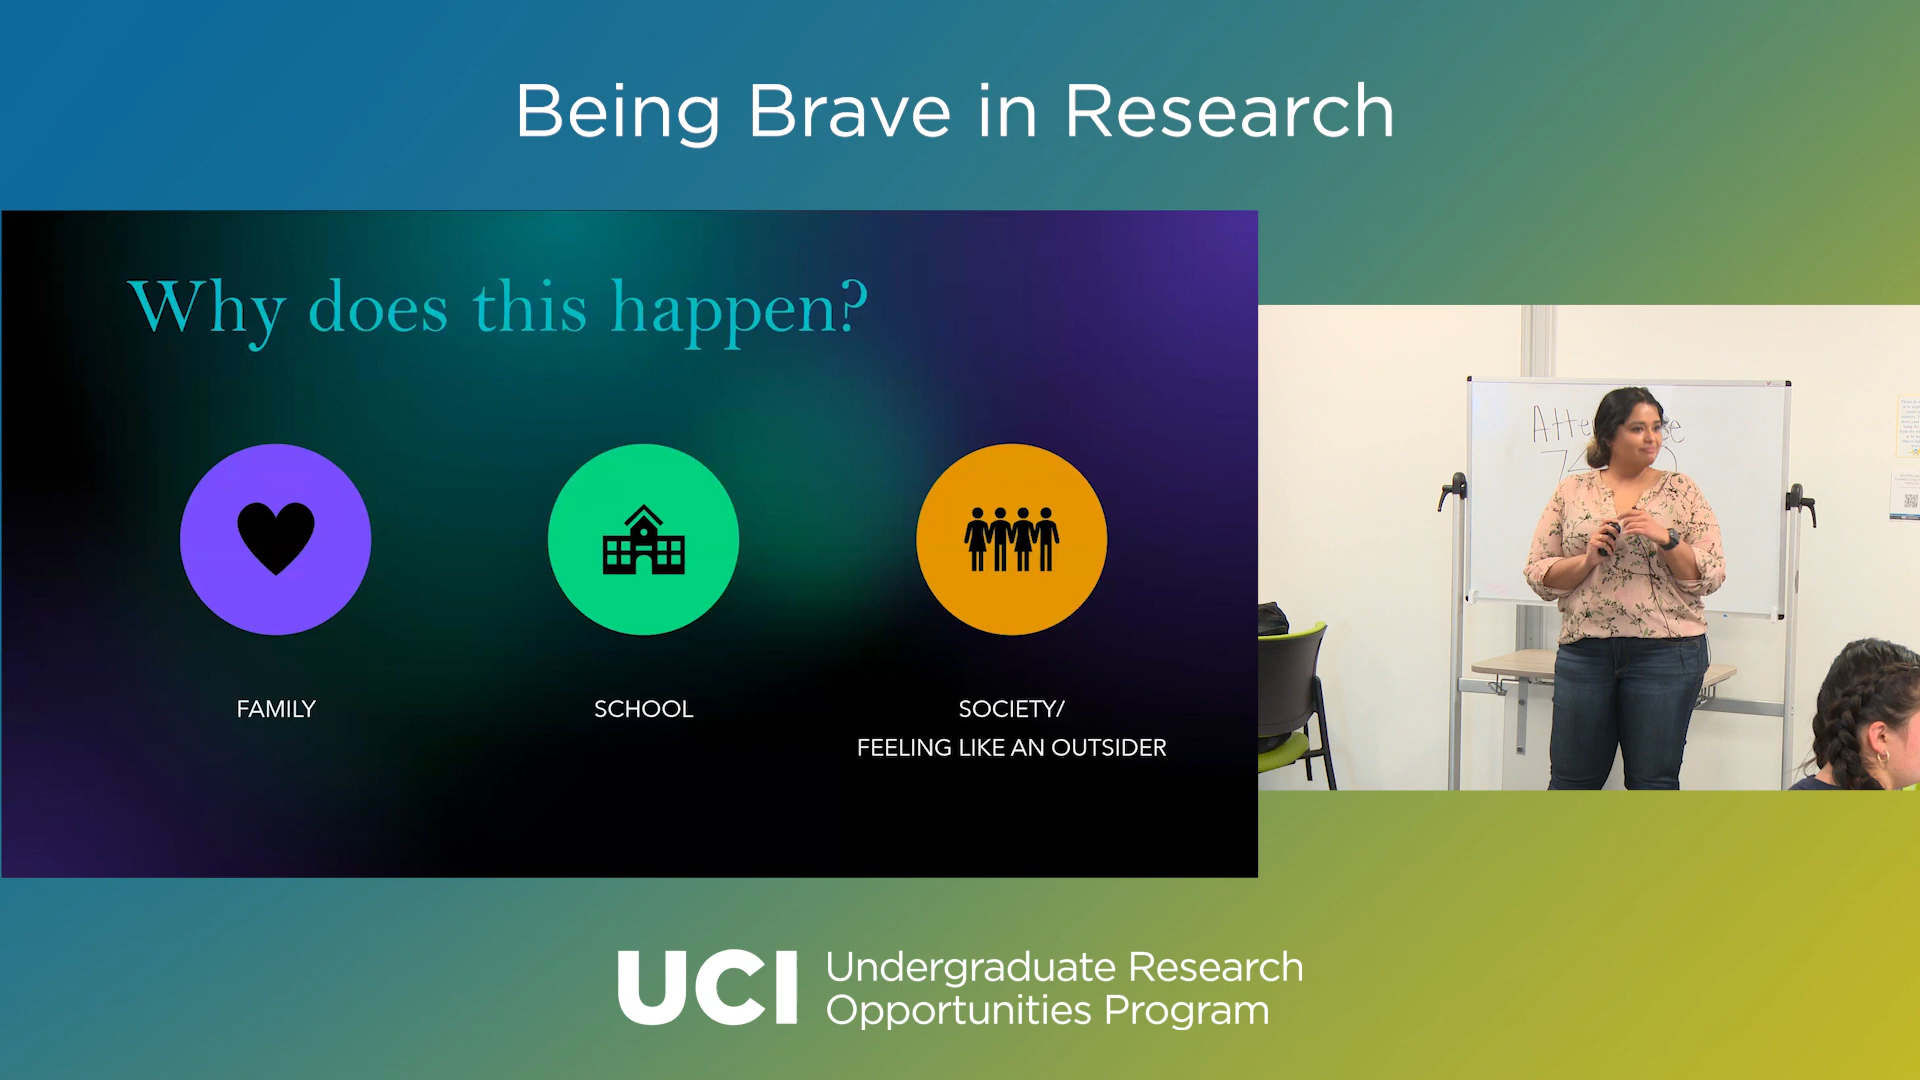 Being Brave in Research
Why does this happen?
FAMILY
SCHOOL
SOCIETY/
FEELING LIKE AN OUTSIDER
UCI
Undergraduate Research
Opportunities Program